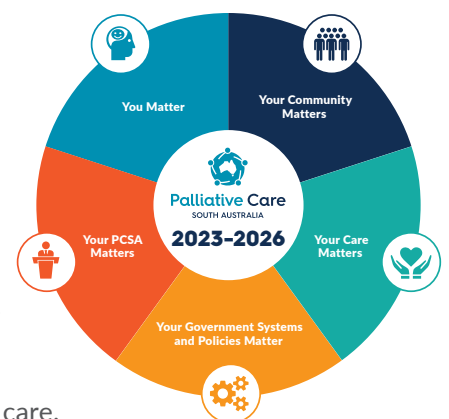 You Matter
Your Community
Matters
Palliative Care
SOUTH AUSTRALIA
2023-2026
Your PCSA
Matters
Your Care
Matters
Your Government Systems
and Policies Matter
care.